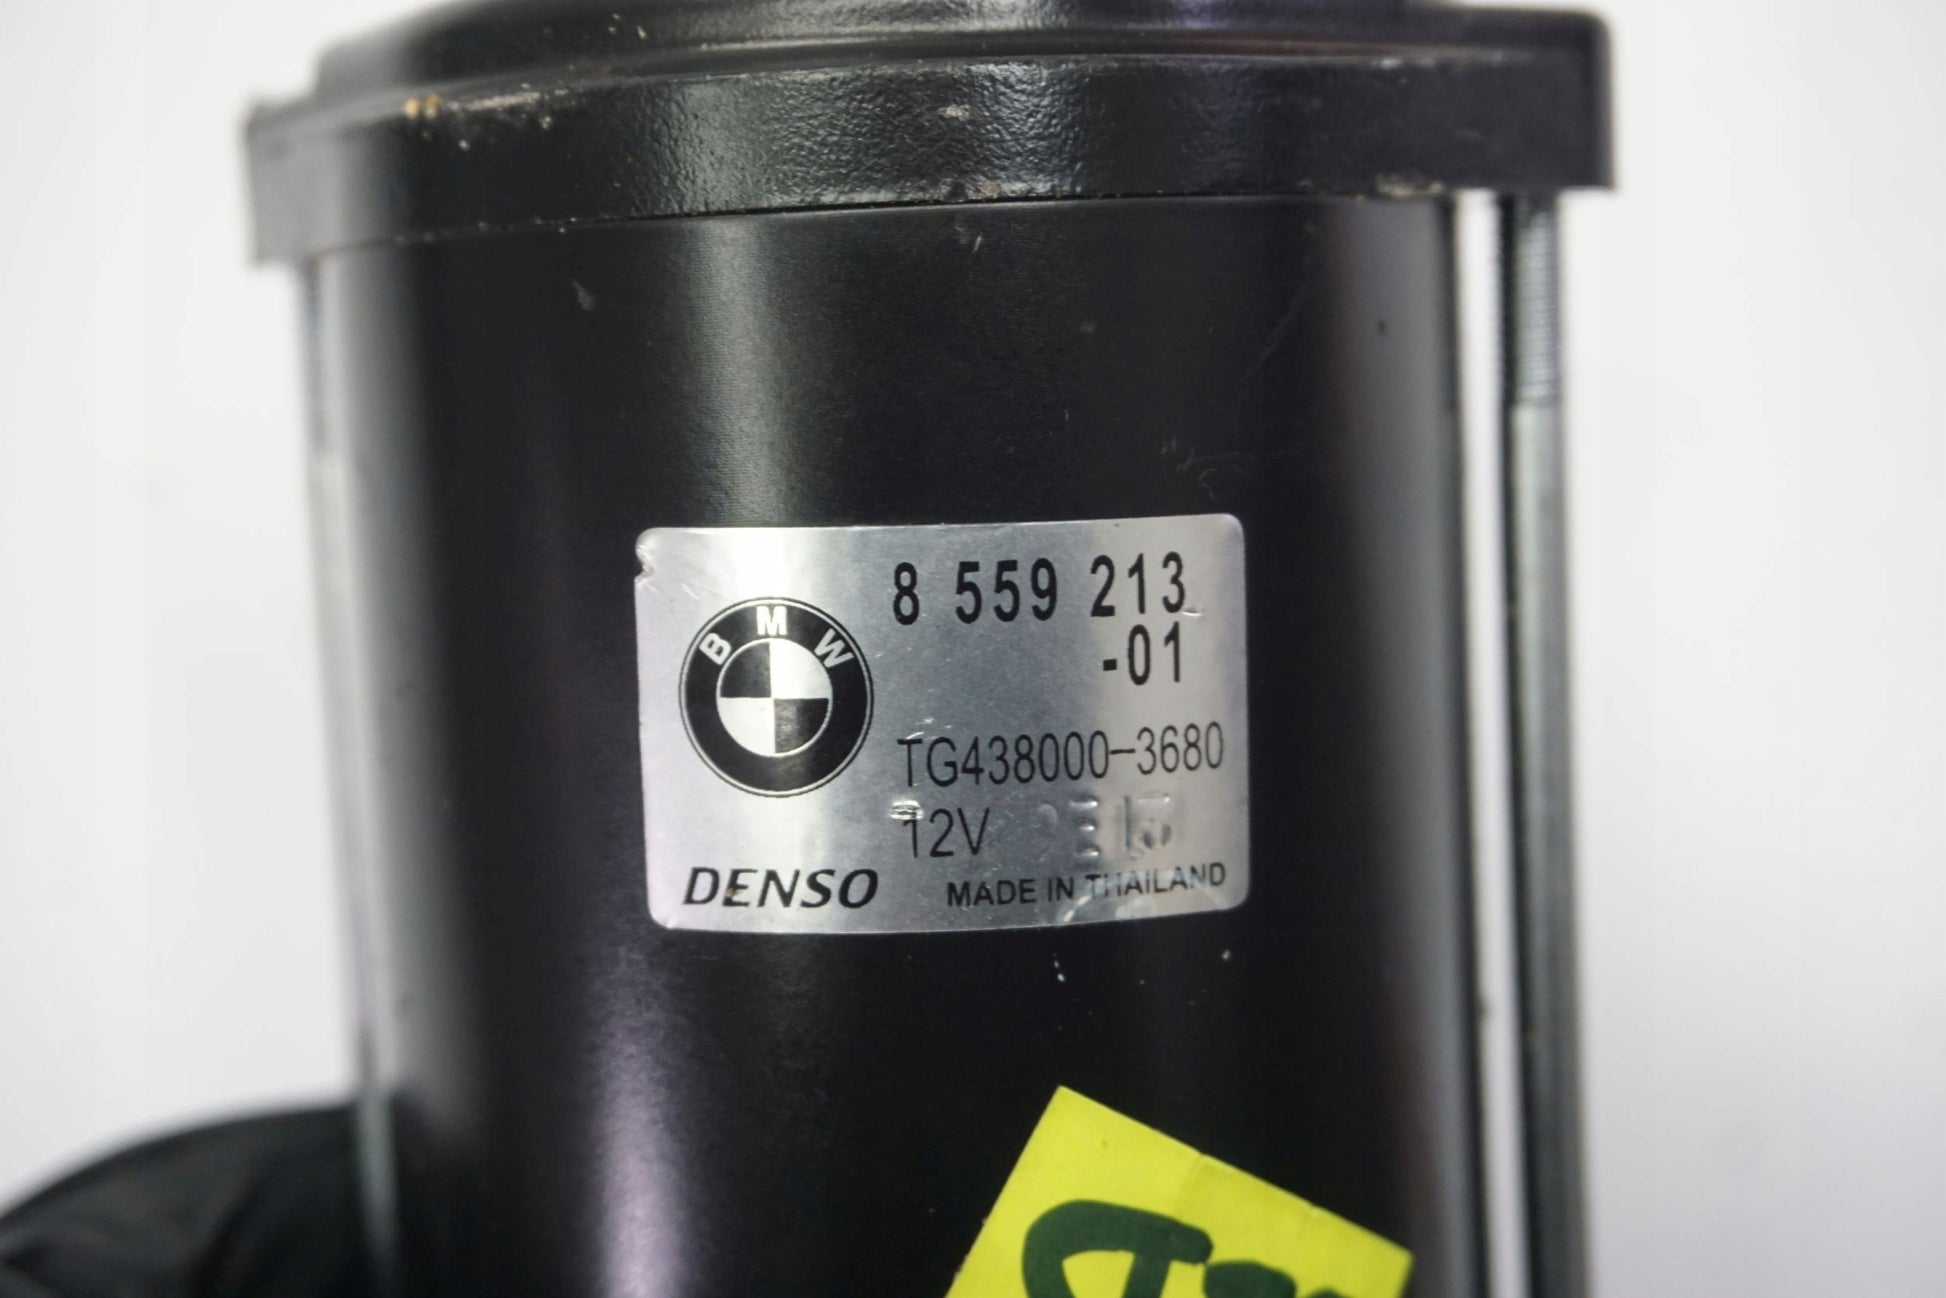 BMW
8 559 213
-01
TG438000-3680
12V
DENSO
MADE IN THAILAND